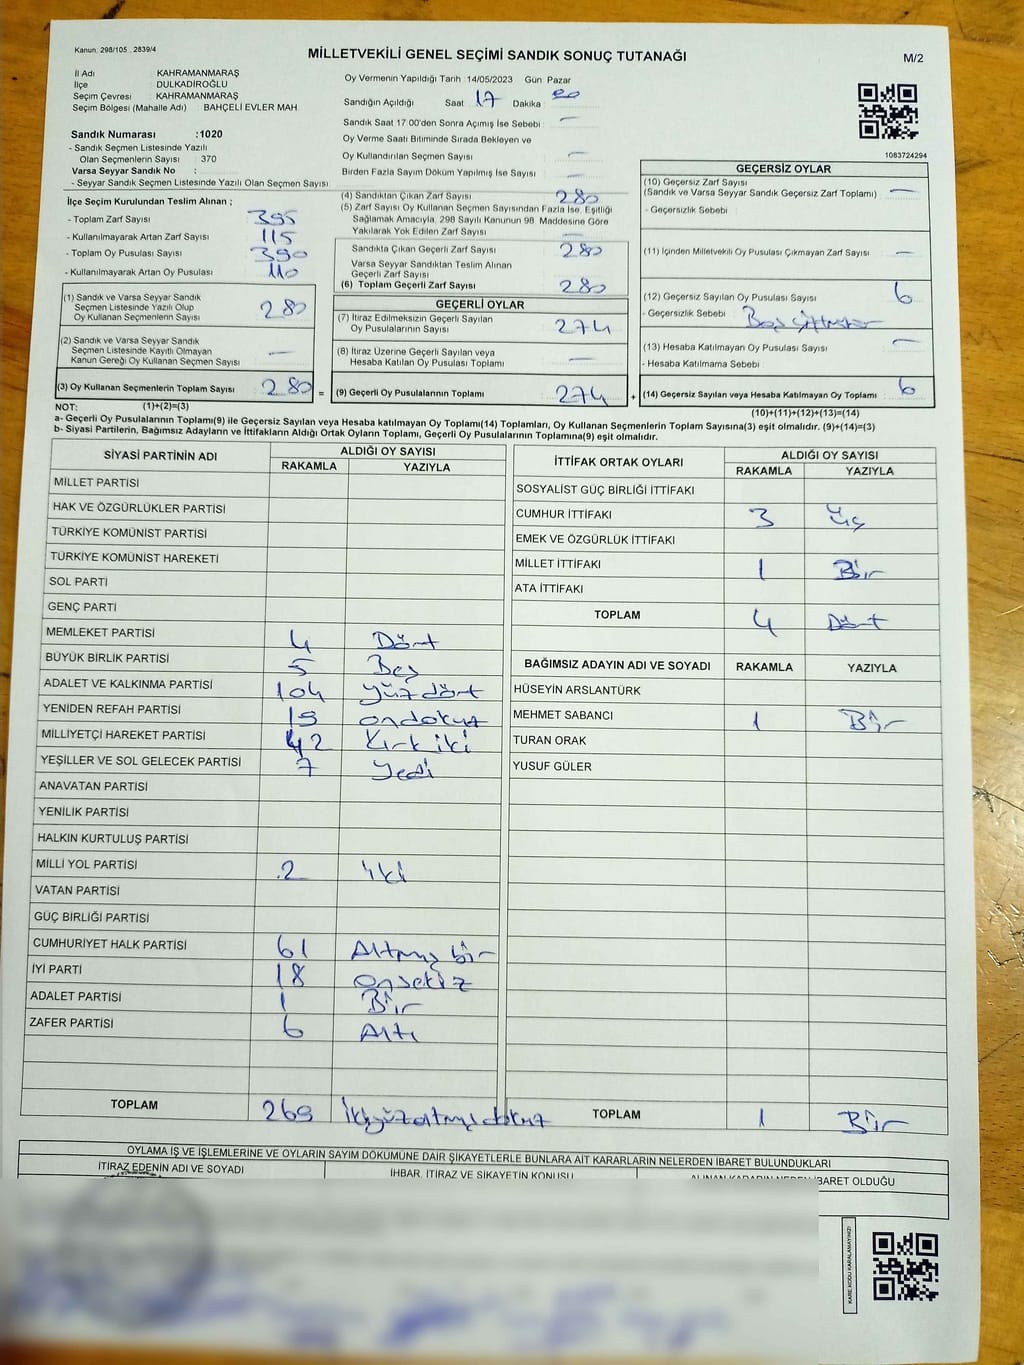 Kanun: 298/105 , 2839/4
MİLLETVEKİLİ GENEL SEÇİMİ SANDIK SONUÇ TUTANAĞI
M/2
İl Adı KAHRAMANMARAŞ
İlçe DULKADİROĞLU
Seçim Çevresi KAHRAMANMARAŞ
Seçim Bölgesi (Mahalle Adı) BAHÇELİ EVLER MAH.
Sandık Numarası :1020
- Sandık Seçmen Listesinde Yazılı
Olan Seçmenlerin Sayısı : 370
Varsa Seyyar Sandık No :
- Seyyar Sandık Seçmen Listesinde Yazılı Olan Seçmen Sayısı
Oy Vermenin Yapıldığı Tarih : 14/05/2023 Gün: Pazar
Sandığın Açıldığı Saat 17 Dakika 00
Sandık Saat 17.00'den Sonra Açılmış İse Sebebi : —
Oy Verme Saati Bitiminde Sırada Bekleyen ve
Oy Kullandırılan Seçmen Sayısı —
Birden Fazla Sayım Döküm Yapılmış İse Sayısı : —
1083724294
İlçe Seçim Kurulundan Teslim Alınan ;
- Toplam Zarf Sayısı 395
- Kullanılmayarak Artan Zarf Sayısı 115
- Toplam Oy Pusulası Sayısı 390
- Kullanılmayarak Artan Oy Pusulası 110
(1) Sandık ve Varsa Seyyar Sandık
Seçmen Listesinde Yazılı Olup
Oy Kullanan Seçmenlerin Sayısı 280
(2) Sandık ve Varsa Seyyar Sandık
Seçmen Listesinde Kayıtlı Olmayan
Kanun Gereği Oy Kullanan Seçmen Sayısı —
(3) Oy Kullanan Seçmenlerin Toplam Sayısı 280 =
(4) Sandıktan Çıkan Zarf Sayısı 280
(5) Zarf Sayısı Oy Kullanan Seçmen Sayısından Fazla İse, Eşitliği
Sağlamak Amacıyla, 298 Sayılı Kanunun 98. Maddesine Göre
Yakılarak Yok Edilen Zarf Sayısı —
Sandıkta Çıkan Geçerli Zarf Sayısı 280
Varsa Seyyar Sandıktan Teslim Alınan
Geçerli Zarf Sayısı
(6) Toplam Geçerli Zarf Sayısı 280
GEÇERLİ OYLAR
(7) İtiraz Edilmeksizin Geçerli Sayılan
Oy Pusulalarının Sayısı 274
(8) İtiraz Üzerine Geçerli Sayılan veya
Hesaba Katılan Oy Pusulası Toplamı —
(9) Geçerli Oy Pusulalarının Toplamı 274 +
GEÇERSİZ OYLAR
(10) Geçersiz Zarf Sayısı
(Sandık ve Varsa Seyyar Sandık Geçersiz Zarf Toplamı) —
- Geçersizlik Sebebi :
(11) İçinden Milletvekili Oy Pusulası Çıkmayan Zarf Sayısı —
(12) Geçersiz Sayılan Oy Pusulası Sayısı 6
- Geçersizlik Sebebi
(13) Hesaba Katılmayan Oy Pusulası Sayısı —
- Hesaba Katılmama Sebebi
(14) Geçersiz Sayılan veya Hesaba Katılmayan Oy Toplamı 6
NOT: (1)+(2)=(3) (10)+(11)+(12)+(13)=(14)
a- Geçerli Oy Pusulalarının Toplamı(9) ile Geçersiz Sayılan veya Hesaba Katılmayan Oy Toplamı(14) Toplamları, Oy Kullanan Seçmenlerin Toplam Sayısına(3) eşit olmalıdır. (9)+(14)=(3)
b- Siyasi Partilerin, Bağımsız Adayların ve İttifakların Aldığı Ortak Oyların Toplamı, Geçerli Oy Pusulalarının Toplamına(9) eşit olmalıdır.
SİYASİ PARTİNİN ADI ALDIĞI OY SAYISI
RAKAMLA YAZIYLA
MİLLET PARTİSİ
HAK VE ÖZGÜRLÜKLER PARTİSİ
TÜRKİYE KOMÜNİST PARTİSİ
TÜRKİYE KOMÜNİST HAREKETİ
SOL PARTİ
GENÇ PARTİ
MEMLEKET PARTİSİ 4 Dört
BÜYÜK BİRLİK PARTİSİ 5 Beş
ADALET VE KALKINMA PARTİSİ 104 yüz dört
YENİDEN REFAH PARTİSİ 19 ondokuz
MİLLİYETÇİ HAREKET PARTİSİ 42 Kırk iki
YEŞİLLER VE SOL GELECEK PARTİSİ 7 Yedi
ANAVATAN PARTİSİ
YENİLİK PARTİSİ
HALKIN KURTULUŞ PARTİSİ
MİLLİ YOL PARTİSİ 2 iki
VATAN PARTİSİ
GÜÇ BİRLİĞİ PARTİSİ
CUMHURİYET HALK PARTİSİ 61 Altmış bir
İYİ PARTİ 18 onsekiz
ADALET PARTİSİ 1 Bir
ZAFER PARTİSİ 6 Altı
TOPLAM 269 ikiyüzatmışdokuz
İTTİFAK ORTAK OYLARI ALDIĞI OY SAYISI
RAKAMLA YAZIYLA
SOSYALİST GÜÇ BİRLİĞİ İTTİFAKI
CUMHUR İTTİFAKI 3 üç
EMEK VE ÖZGÜRLÜK İTTİFAKI
MİLLET İTTİFAKI 1 Bir
ATA İTTİFAKI
TOPLAM 4 Dört
BAĞIMSIZ ADAYIN ADI VE SOYADI RAKAMLA YAZIYLA
HÜSEYİN ARSLANTÜRK
MEHMET SABANCI 1 Bir
TURAN ORAK
YUSUF GÜLER
TOPLAM 1 Bir
OYLAMA İŞ VE İŞLEMLERİNE VE OYLARIN SAYIM DÖKÜMÜNE DAİR ŞİKAYETLERLE BUNLARA AİT KARARLARIN NELERDEN İBARET BULUNDUKLARI
İTİRAZ EDENİN ADI VE SOYADI İHBAR, İTİRAZ VE ŞİKAYETİN KONUSU ALINAN KARARIN NEDEN İBARET OLDUĞU
KARE KODU KARALAMAYINIZ!